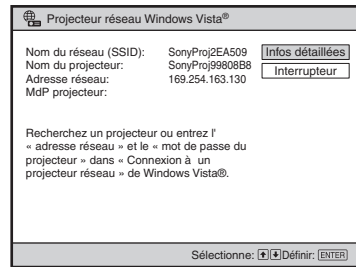 Projecteur réseau Windows Vista®
Nom du réseau (SSID): SonyProj2EA509 Infos détaillées
Nom du projecteur: SonyProj99808B8 Interrupteur
Adresse réseau: 169.254.163.130
MdP projecteur:
Recherchez un projecteur ou entrez l'
« adresse réseau » et le « mot de passe du
projecteur » dans « Connexion à un
projecteur réseau » de Windows Vista®.
Sélectionne: Définir: ENTER